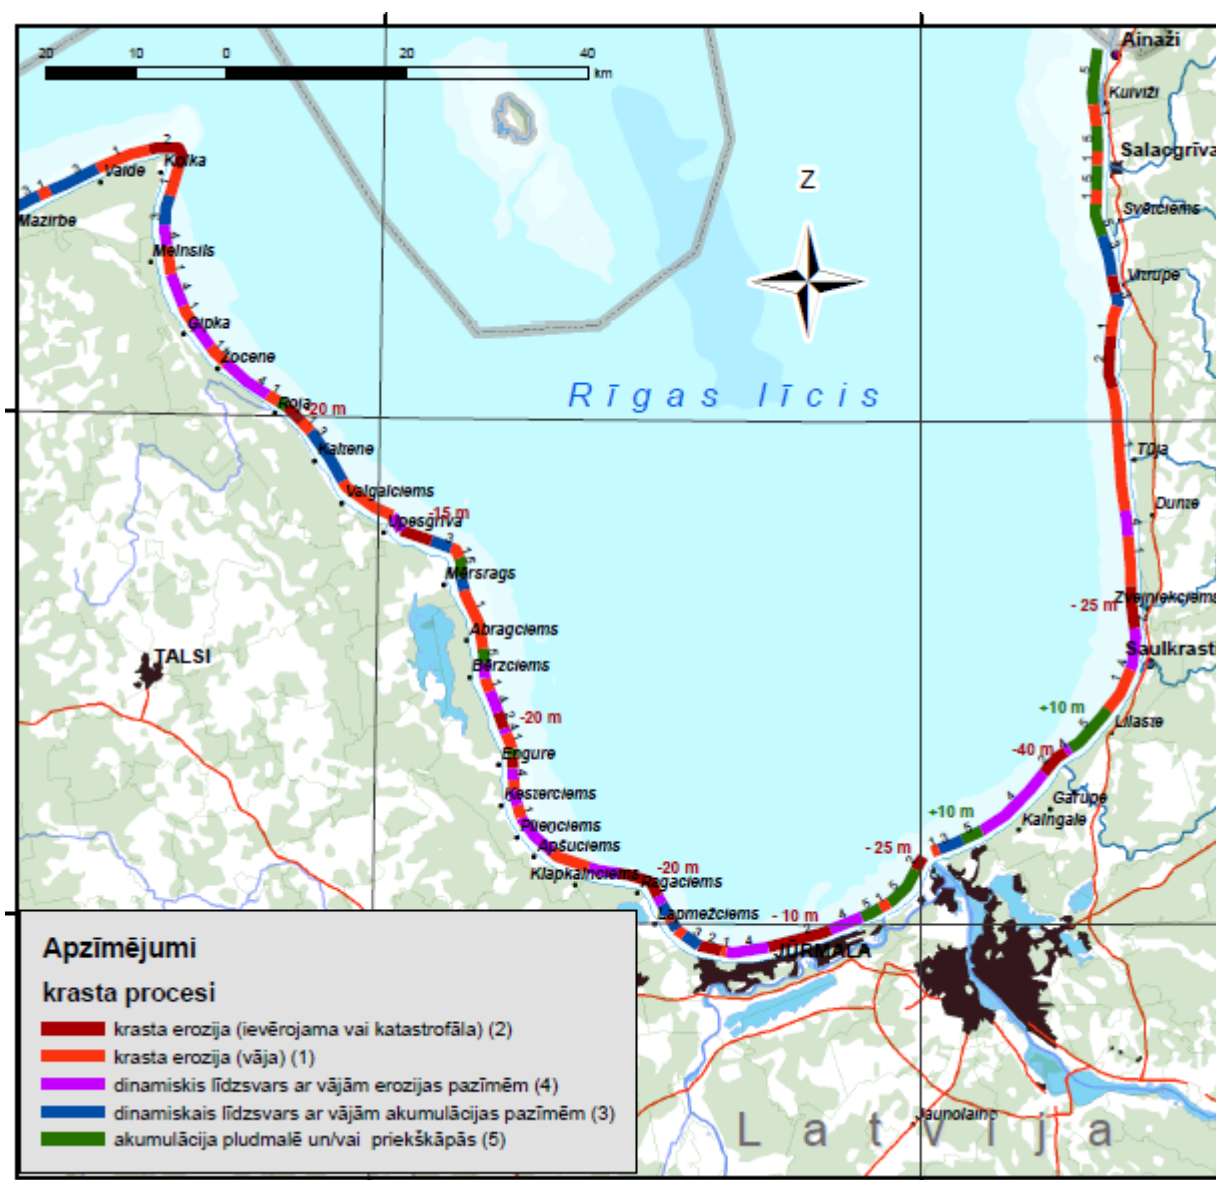 20 10 0 20 40
km
Ainaži
Kuiviži
Salacgrīva
Svētciems
Vitrupe
Z
Kolka
Vaide
Mazirbe
Melnsils
Ģipka
Žocene
Roja
-20 m
Kaltene
Rīgas līcis
Valgalciems
-15 m
Upesgrīva
Mērsrags
Tūja
Dunte
Abragciems
Bērzciems
TALSI
-20 m
Engure
Ķesterciems
Plieņciems
Apšuciems
Klapkalnciems
-20 m
Ragaciems
Lapmežciems
Zvejniekciems
- 25 m
Saulkrasti
+10 m
Lilaste
-40 m
Garupe
Kalngale
+10 m
- 25 m
- 10 m
JŪRMALA
Jaunolaine
Latvija
Apzīmējumi
krasta procesi
krasta erozija (ievērojama vai katastrofāla) (2)
krasta erozija (vāja) (1)
dinamiskis līdzsvars ar vājām erozijas pazīmēm (4)
dinamiskais līdzsvars ar vājām akumulācijas pazīmēm (3)
akumulācija pludmalē un/vai priekškāpās (5)